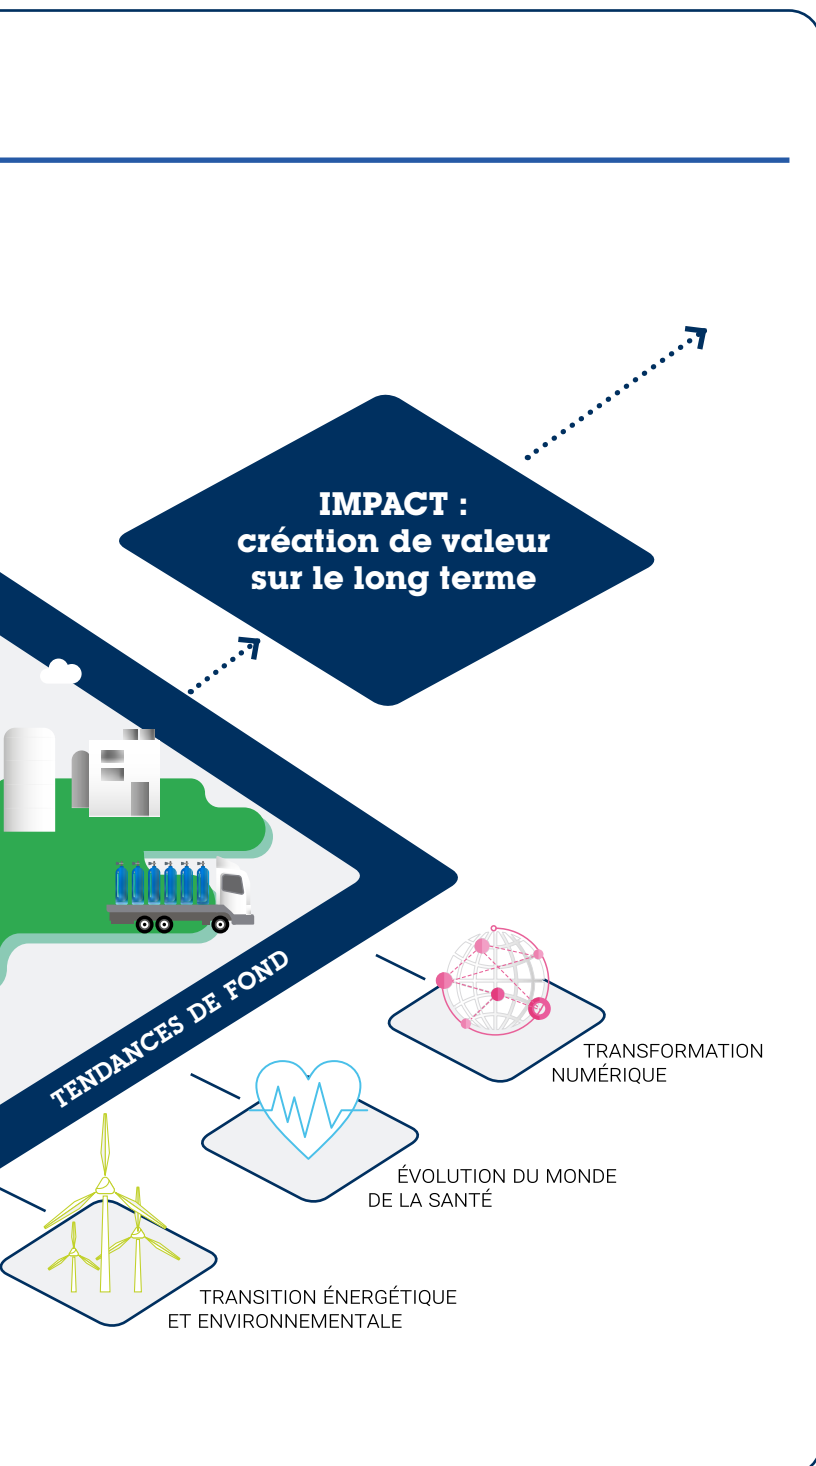 IMPACT :
création de valeur
sur le long terme
TENDANCES DE FOND
TRANSFORMATION
NUMÉRIQUE
ÉVOLUTION DU MONDE
DE LA SANTÉ
TRANSITION ÉNERGÉTIQUE
ET ENVIRONNEMENTALE